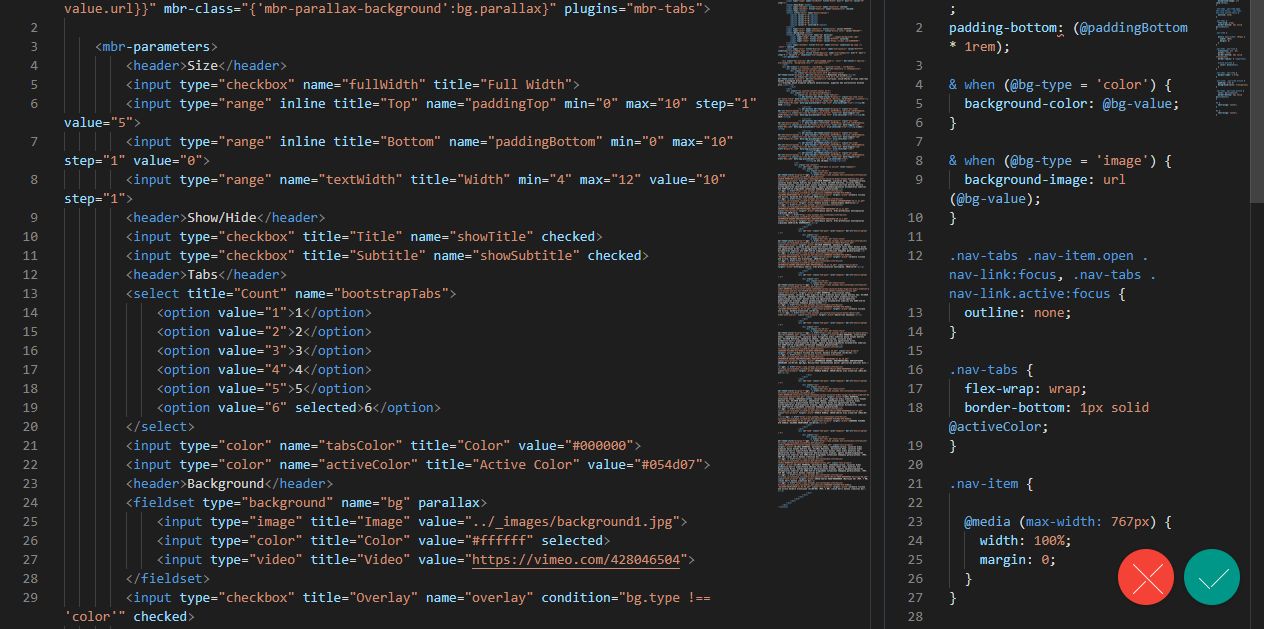 value.url}}" mbr-class="{'mbr-parallax-background':bg.parallax}" plugins="mbr-tabs">
2
3 <mbr-parameters>
4 <header>Size</header>
5 <input type="checkbox" name="fullWidth" title="Full Width">
6 <input type="range" inline title="Top" name="paddingTop" min="0" max="10" step="1"
value="5">
7 <input type="range" inline title="Bottom" name="paddingBottom" min="0" max="10"
step="1" value="0">
8 <input type="range" name="textWidth" title="Width" min="4" max="12" value="10"
step="1">
9 <header>Show/Hide</header>
10 <input type="checkbox" title="Title" name="showTitle" checked>
11 <input type="checkbox" title="Subtitle" name="showSubtitle" checked>
12 <header>Tabs</header>
13 <select title="Count" name="bootstrapTabs">
14 <option value="1">1</option>
15 <option value="2">2</option>
16 <option value="3">3</option>
17 <option value="4">4</option>
18 <option value="5">5</option>
19 <option value="6" selected>6</option>
20 </select>
21 <input type="color" name="tabsColor" title="Color" value="#000000">
22 <input type="color" name="activeColor" title="Active Color" value="#054d07">
23 <header>Background</header>
24 <fieldset type="background" name="bg" parallax>
25 <input type="image" title="Image" value="../_images/background1.jpg">
26 <input type="color" title="Color" value="#ffffff" selected>
27 <input type="video" title="Video" value="https://vimeo.com/428046504">
28 </fieldset>
29 <input type="checkbox" title="Overlay" name="overlay" condition="bg.type !==
'color'" checked>
;
2 padding-bottom: (@paddingBottom
* 1rem);
3
4 & when (@bg-type = 'color') {
5 background-color: @bg-value;
6 }
7
8 & when (@bg-type = 'image') {
9 background-image: url
(@bg-value);
10 }
11
12 .nav-tabs .nav-item.open .
nav-link:focus, .nav-tabs .
nav-link.active:focus {
13 outline: none;
14 }
15
16 .nav-tabs {
17 flex-wrap: wrap;
18 border-bottom: 1px solid
@activeColor;
19 }
20
21 .nav-item {
22
23 @media (max-width: 767px) {
24 width: 100%;
25 margin: 0;
26 }
27 }
28